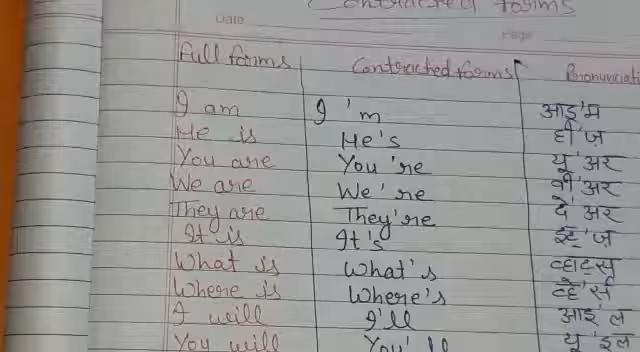 Contracted forms
Date
Page
Full forms Contracted forms Pronunciati
I am I'm आइ'म
He is He's ही'ज़
You are You're यू'अर
We are We're वी'अर
They are They're दे'अर
It is It's इट'ज़
What is What's व्हाट्स
Where is Where's व्हे'र्स
I will I'll आइ'ल
You will You'll यू'इल